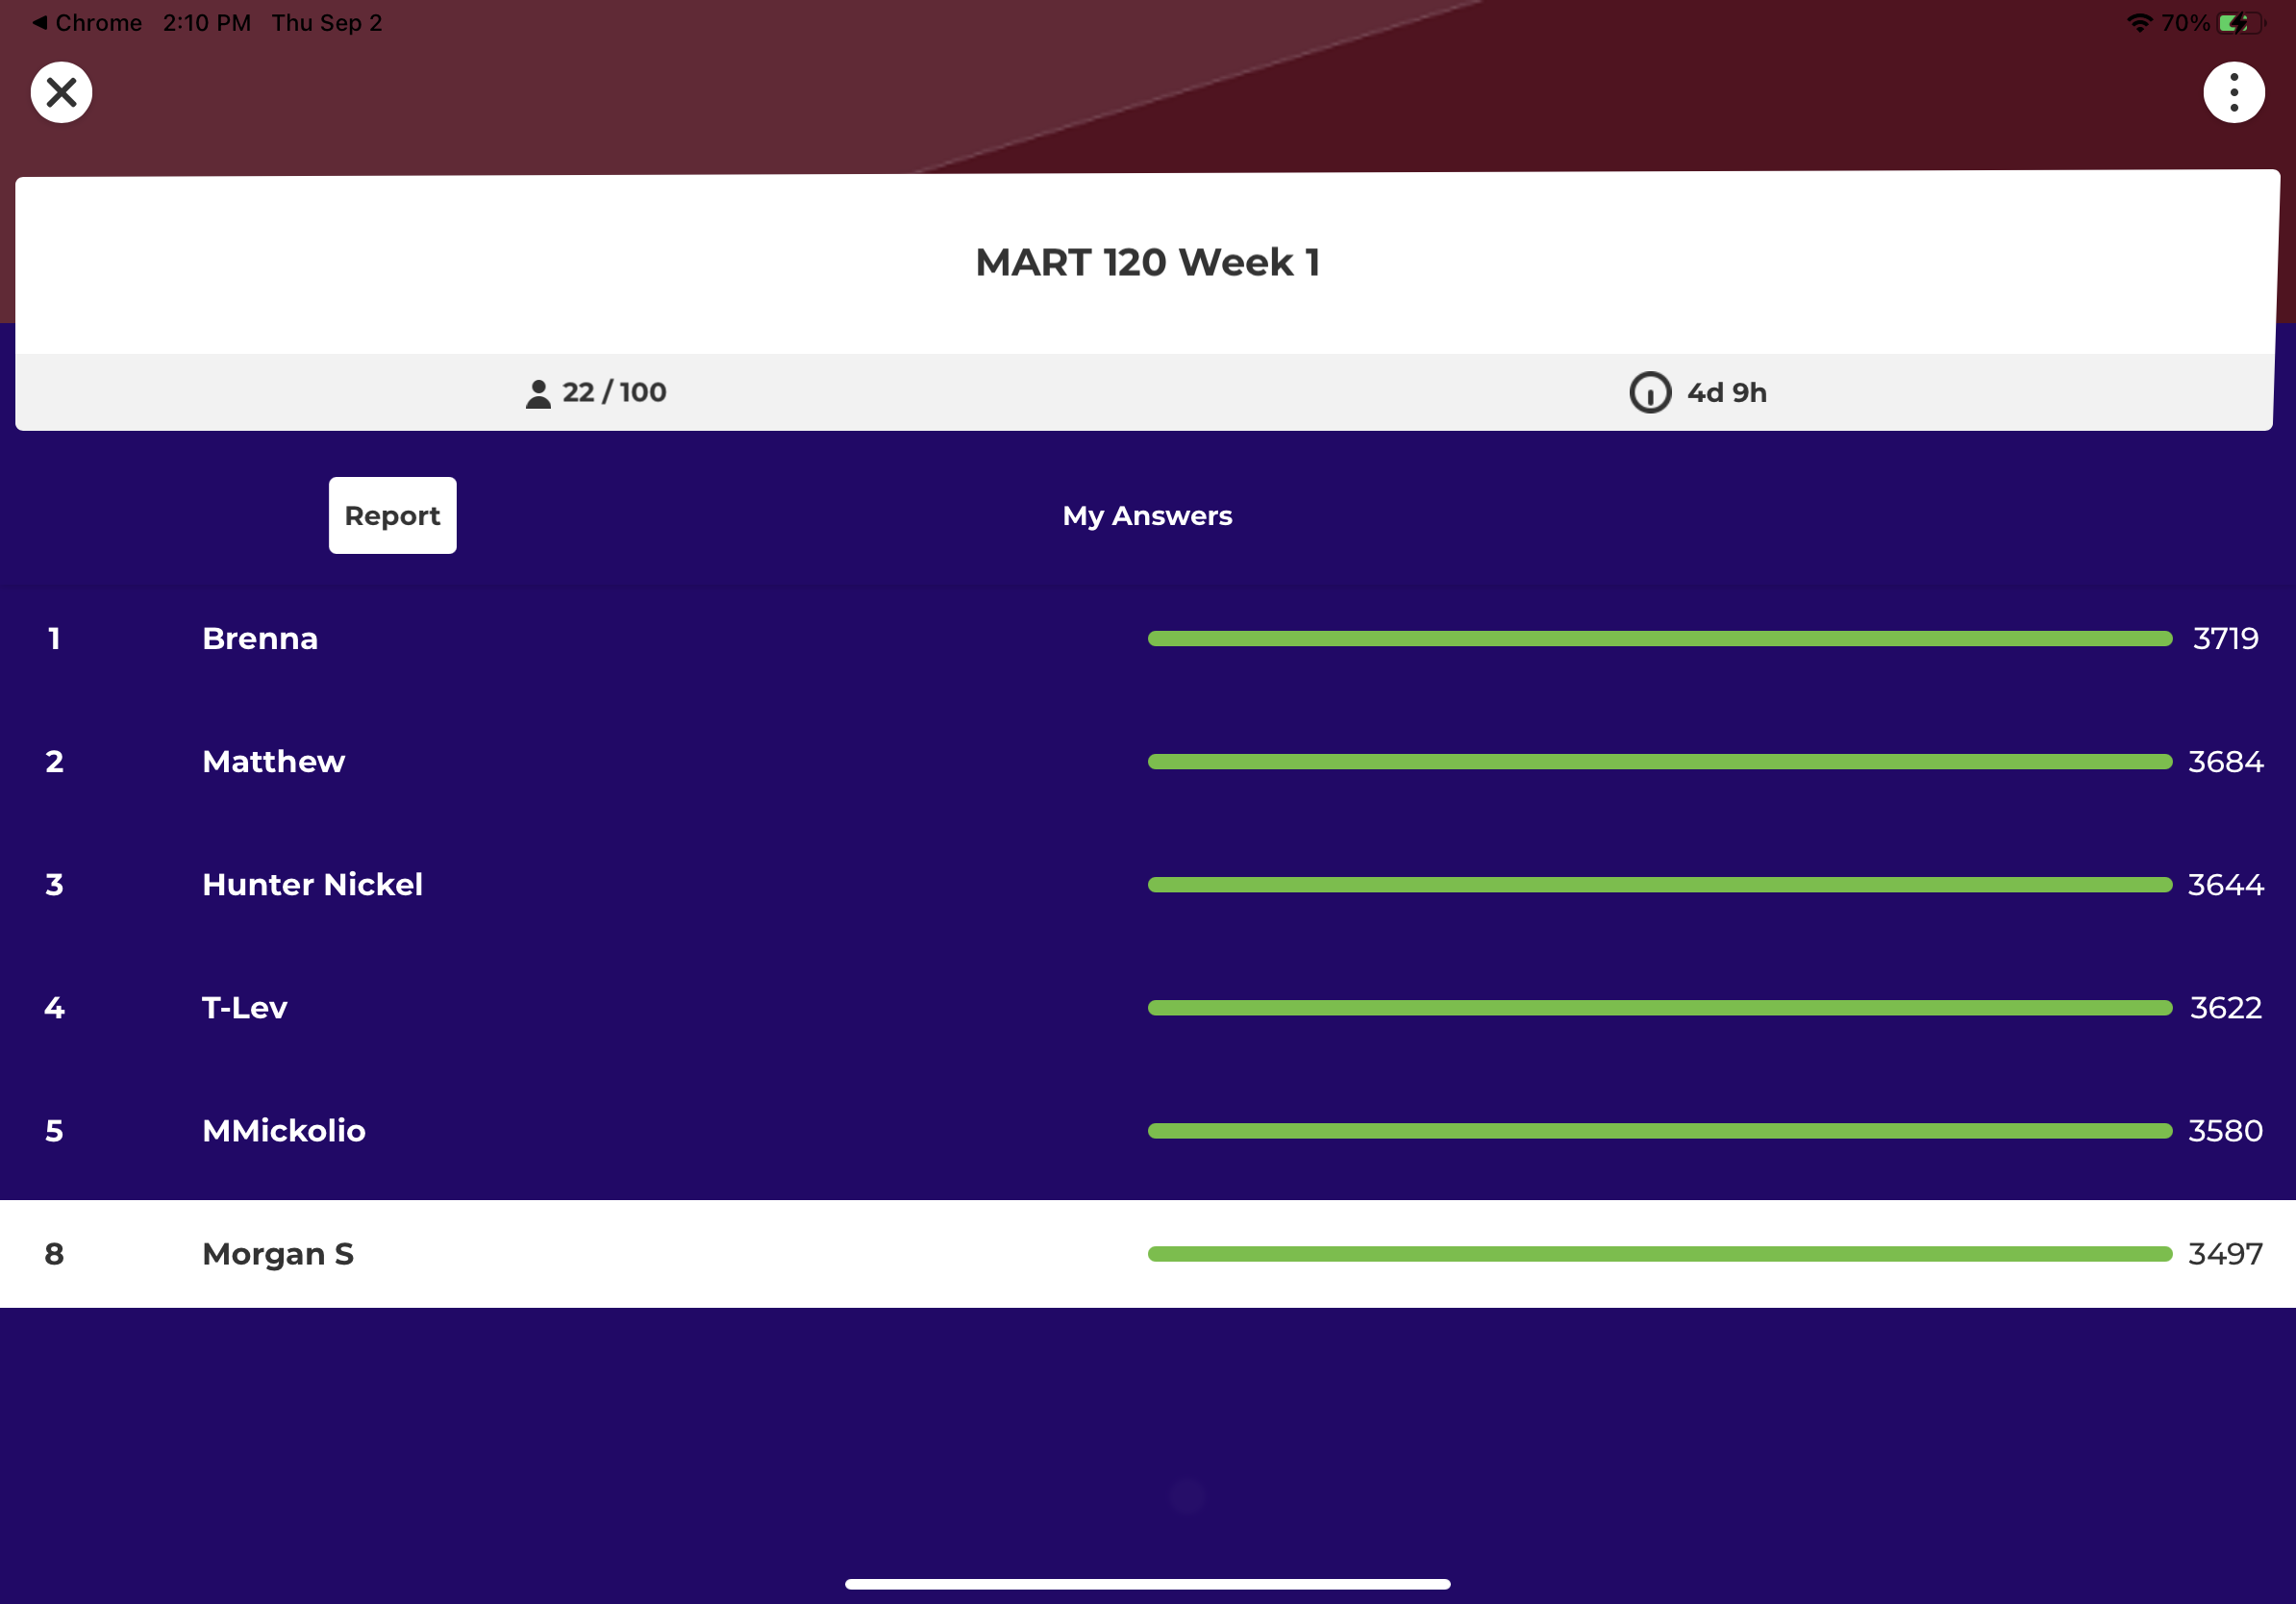 Chrome 2:10 PM Thu Sep 2 70%
MART 120 Week 1
22 / 100 4d 9h
Report My Answers
1 Brenna 3719
2 Matthew 3684
3 Hunter Nickel 3644
4 T-Lev 3622
5 MMickolio 3580
8 Morgan S 3497